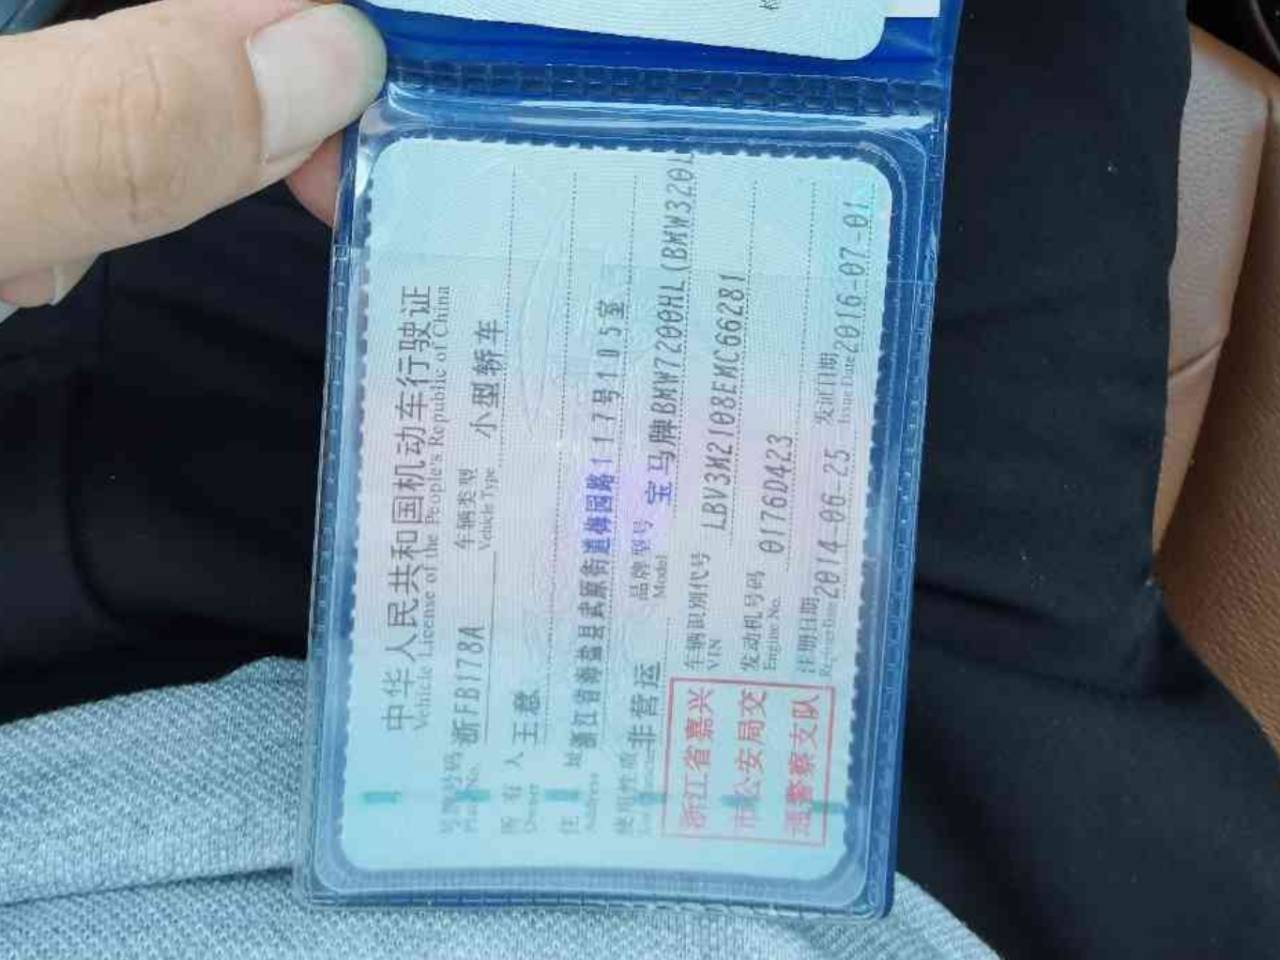 中华人民共和国机动车行驶证
Vehicle License of the People's Republic of China
号牌号码 浙FB178A 车辆类型 小型轿车
Plate No. Vehicle Type
所有人 王意
Owner
住址 浙江省海盐县武原街道梅园路117号105室
Address
使用性质 非营运 品牌型号 宝马牌BMW7200HL(BMW320L
Model
车辆识别代号 LBV3M2108EMC66281
VIN
发动机号码 0176D423
Engine No.
注册日期 2014-06-25 发证日期 2016-07-01
Register Date Issue Date
浙江省嘉兴
市公安局交
通警察支队